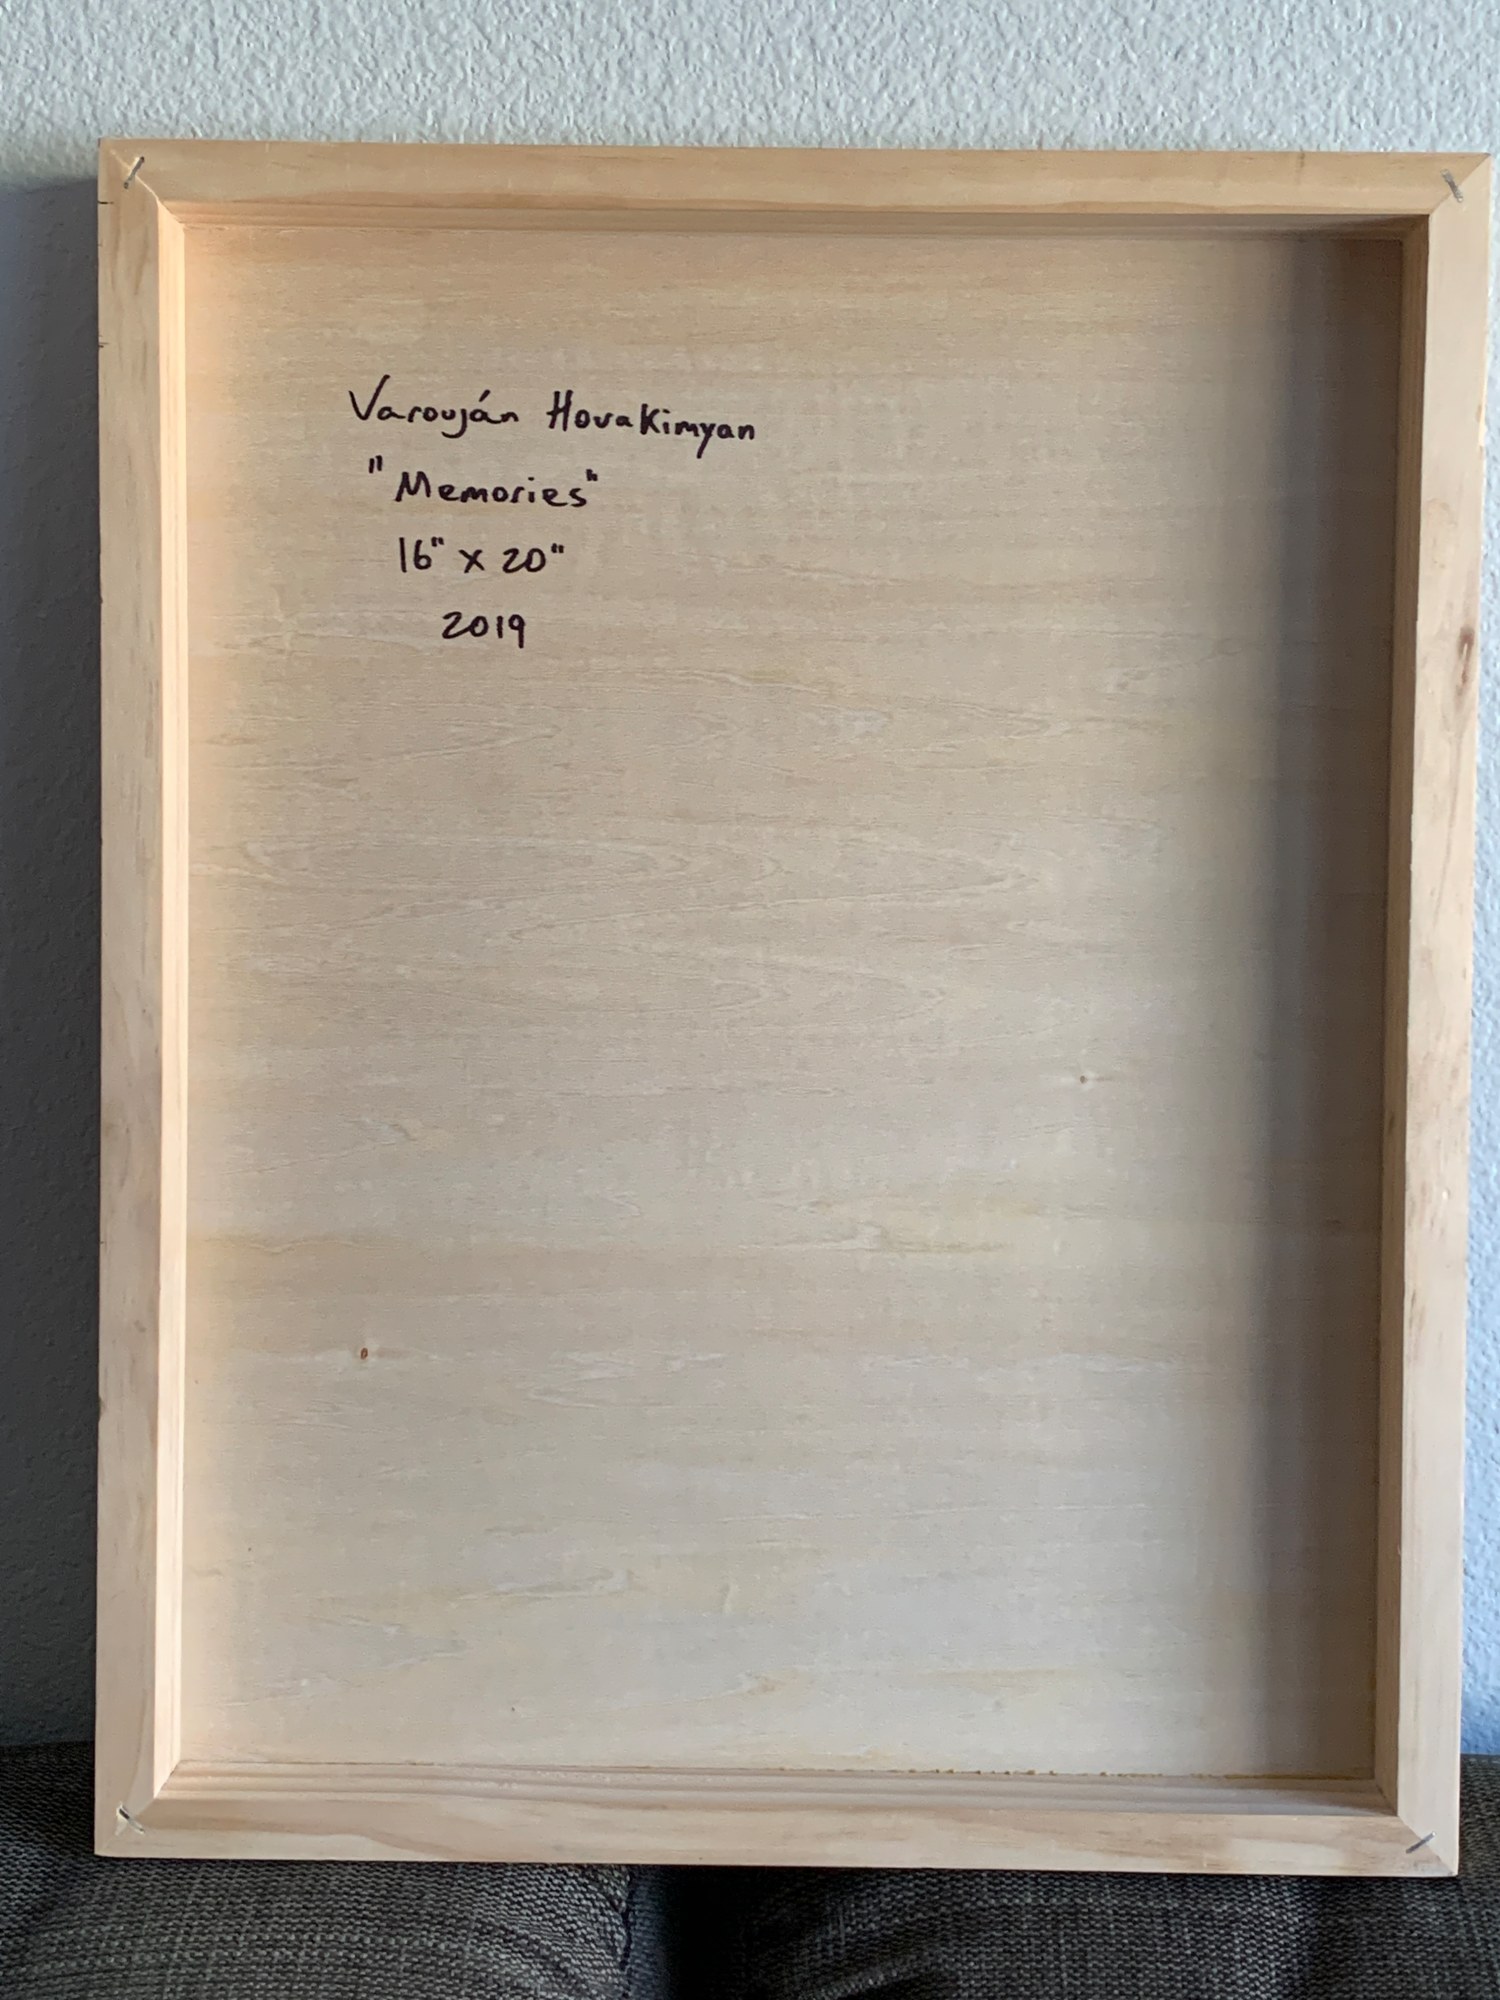 Varouján Hovakimyan
"Memories"
16" x 20"
2019